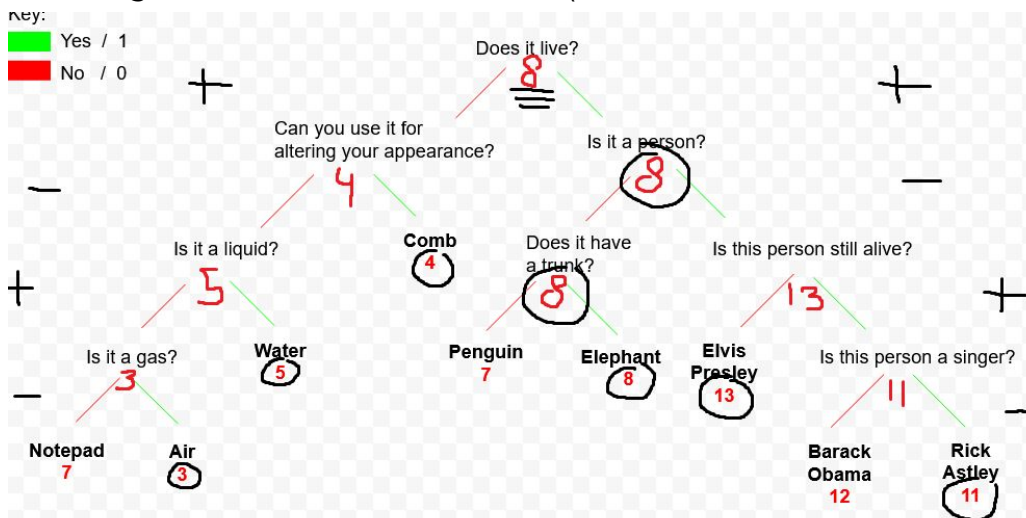 Key:
Yes / 1
No / 0
Does it live?
8
+
+
Can you use it for
altering your appearance?
4
Is it a person?
8
–
–
Is it a liquid?
5
Comb
4
Does it have
a trunk?
8
Is this person still alive?
13
+
+
Is it a gas?
3
Water
5
Penguin
7
Elephant
8
Elvis
Presley
13
Is this person a singer?
11
–
–
Notepad
7
Air
3
Barack
Obama
12
Rick
Astley
11